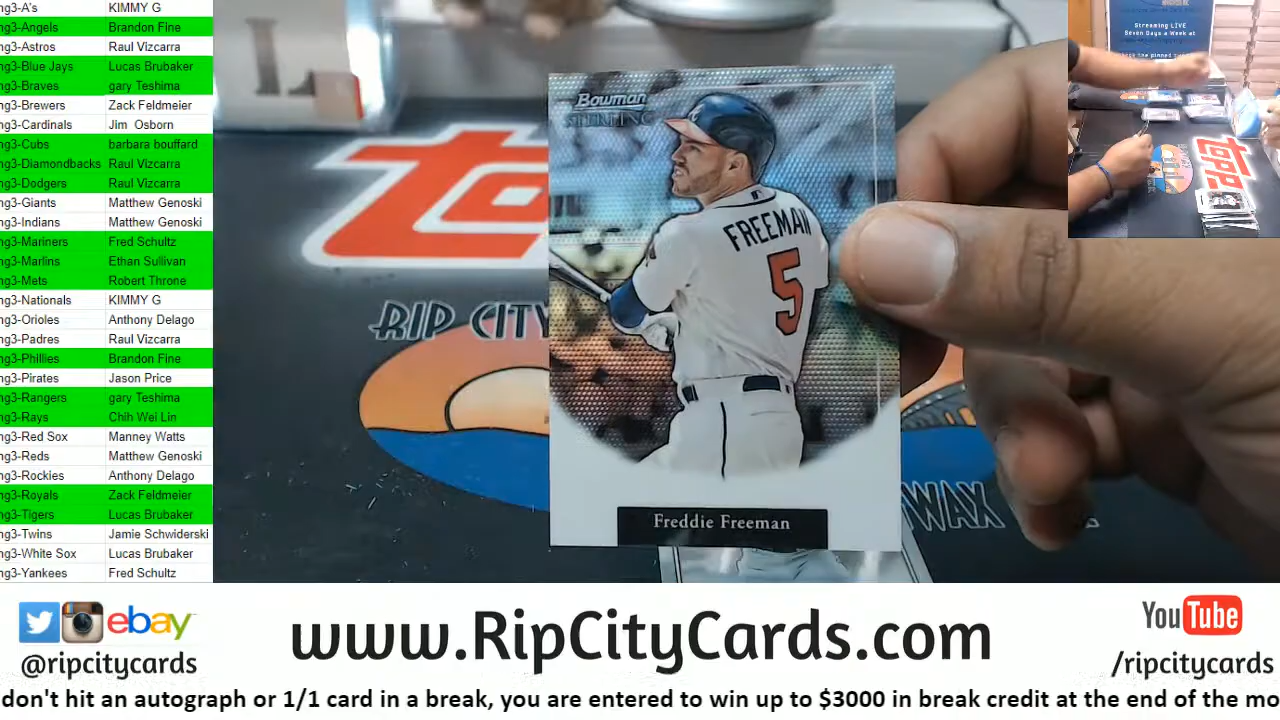 ng3-A's KIMMY G
ng3-Angels Brandon Fine
ng3-Astros Raul Vizcarra
ng3-Blue Jays Lucas Brubaker
ng3-Braves gary Teshima
ng3-Brewers Zack Feldmeier
ng3-Cardinals Jim Osborn
ng3-Cubs barbara bouffard
ng3-Diamondbacks Raul Vizcarra
ng3-Dodgers Raul Vizcarra
ng3-Giants Matthew Genoski
ng3-Indians Matthew Genoski
ng3-Mariners Fred Schultz
ng3-Marlins Ethan Sullivan
ng3-Mets Robert Throne
ng3-Nationals KIMMY G
ng3-Orioles Anthony Delago
ng3-Padres Raul Vizcarra
ng3-Phillies Brandon Fine
ng3-Pirates Jason Price
ng3-Rangers gary Teshima
ng3-Rays Chih Wei Lin
ng3-Red Sox Manney Watts
ng3-Reds Matthew Genoski
ng3-Rockies Anthony Delago
ng3-Royals Zack Feldmeier
ng3-Tigers Lucas Brubaker
ng3-Twins Jamie Schwiderski
ng3-White Sox Lucas Brubaker
ng3-Yankees Fred Schultz
Bowman
STERLING
FREEMAN
5
Freddie Freeman
to
RIP CITY
WAX
Streaming LIVE
Seven Days a Week at
TOPPS
ebay
@ripcitycards
www.RipCityCards.com
YouTube
/ripcitycards
don't hit an autograph or 1/1 card in a break, you are entered to win up to $3000 in break credit at the end of the mo